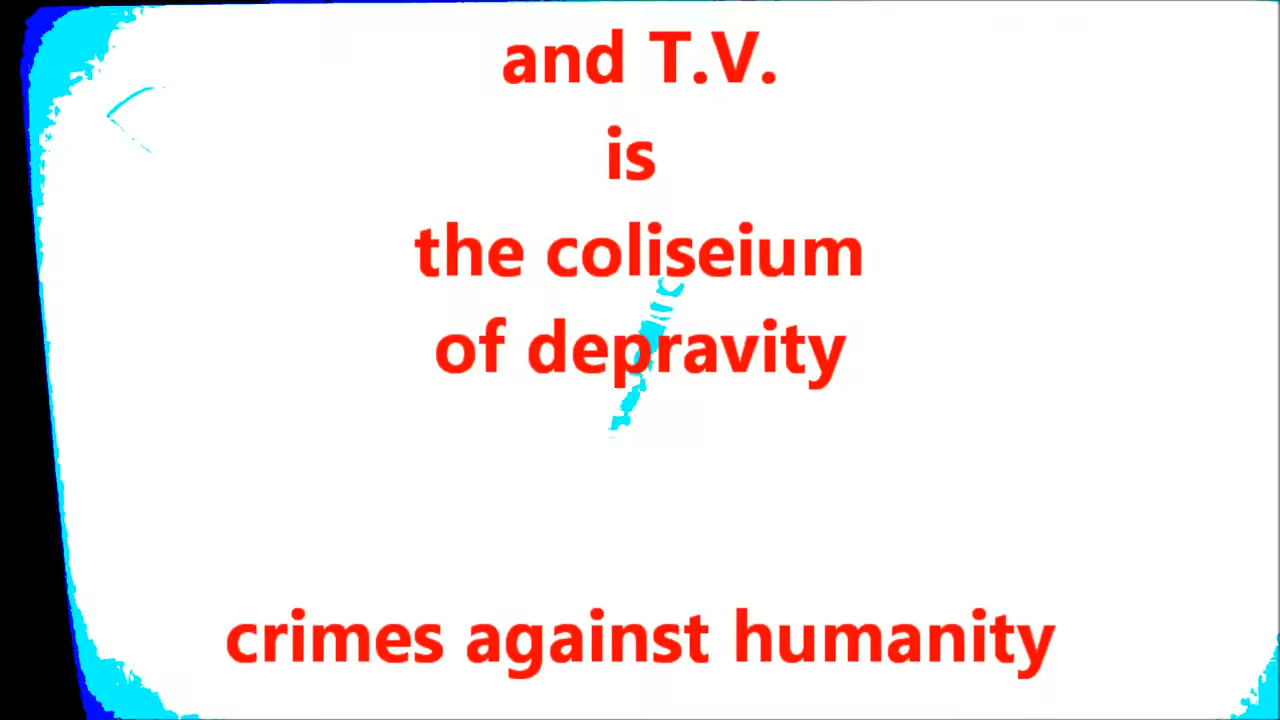 and T.V.
is
the coliseium
of depravity
crimes against humanity